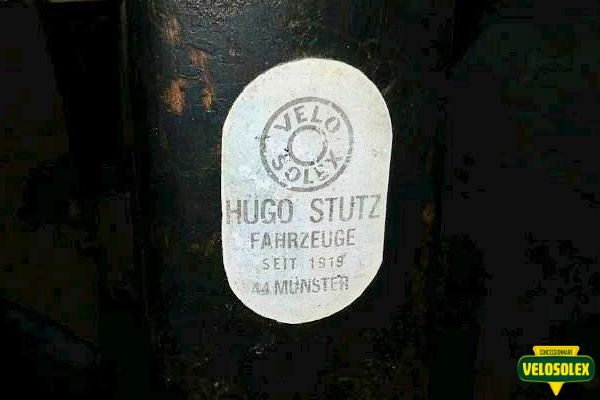 VELO
SOLEX
HUGO STUTZ
FAHRZEUGE
SEIT 1919
44 MÜNSTER
CONCESSIONNAIRE
VELOSOLEX